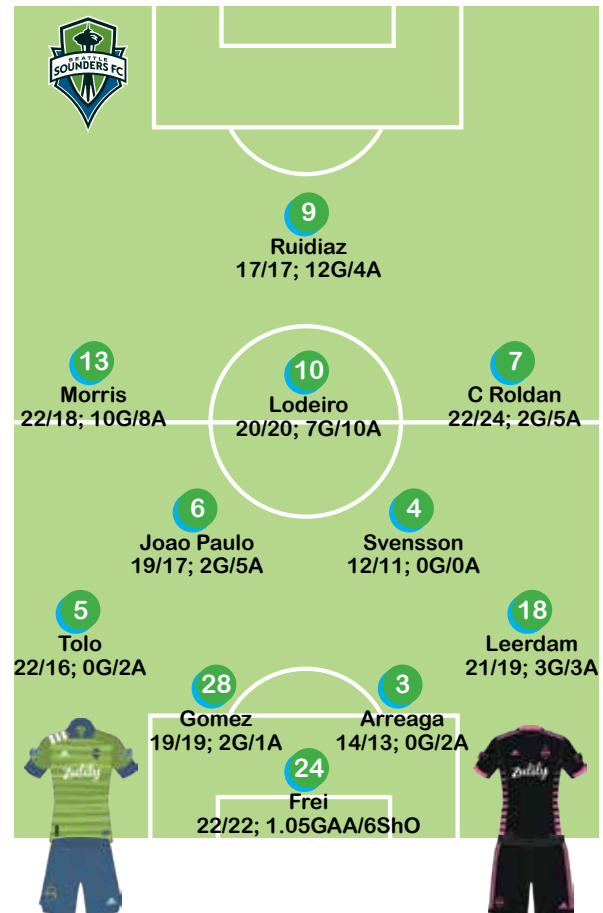 SEATTLE
SOUNDERS FC
9
Ruidiaz
17/17; 12G/4A
13
Morris
22/18; 10G/8A
10
Lodeiro
20/20; 7G/10A
7
C Roldan
22/24; 2G/5A
6
Joao Paulo
19/17; 2G/5A
4
Svensson
12/11; 0G/0A
5
Tolo
22/16; 0G/2A
18
Leerdam
21/19; 3G/3A
28
Gomez
19/19; 2G/1A
3
Arreaga
14/13; 0G/2A
24
Frei
22/22; 1.05GAA/6ShO
Zulily
Zulily